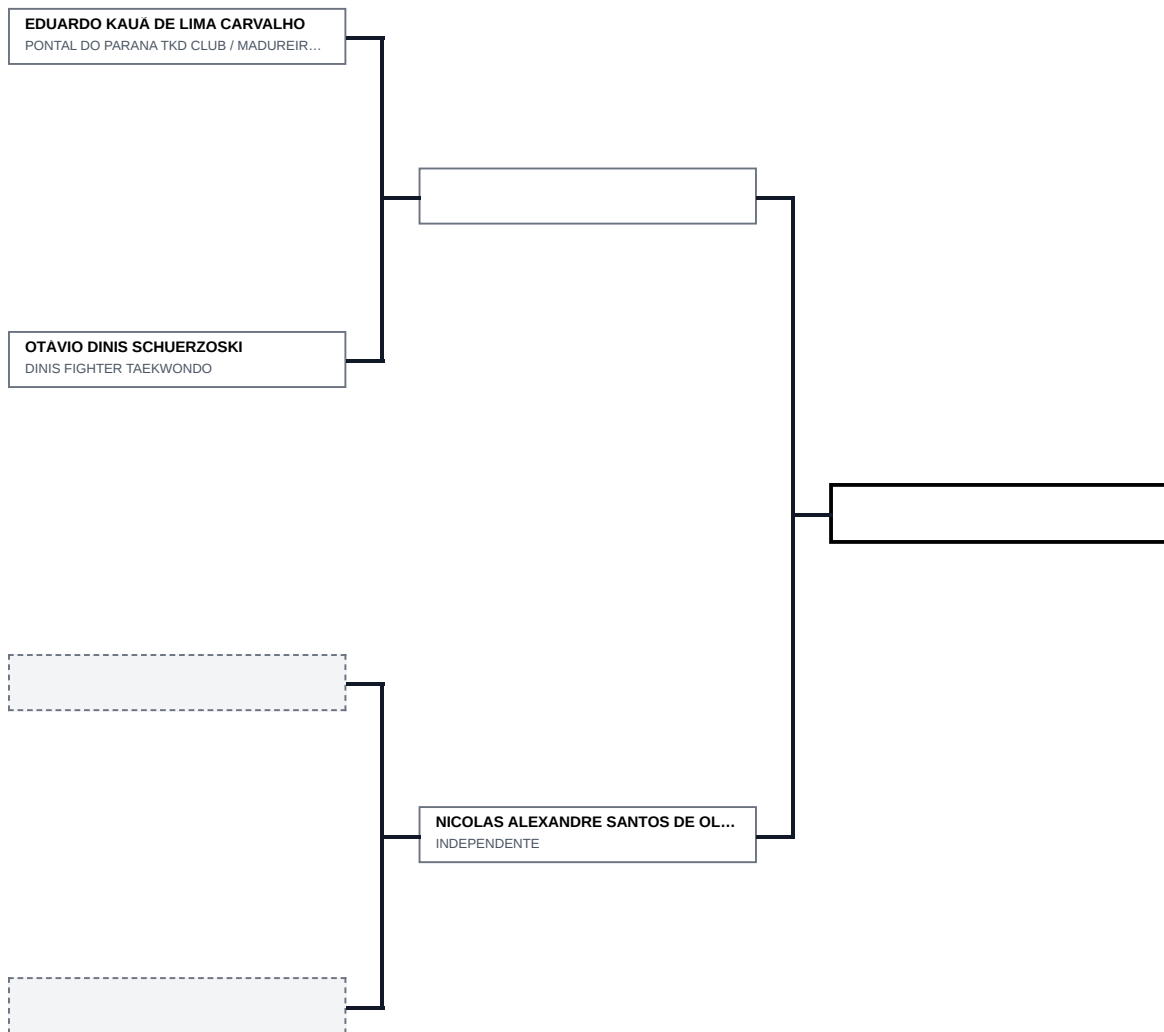 EDUARDO KAUÃ DE LIMA CARVALHO
PONTAL DO PARANA TKD CLUB / MADUREIR…
OTÁVIO DINIS SCHUERZOSKI
DINIS FIGHTER TAEKWONDO
NICOLAS ALEXANDRE SANTOS DE OL…
INDEPENDENTE